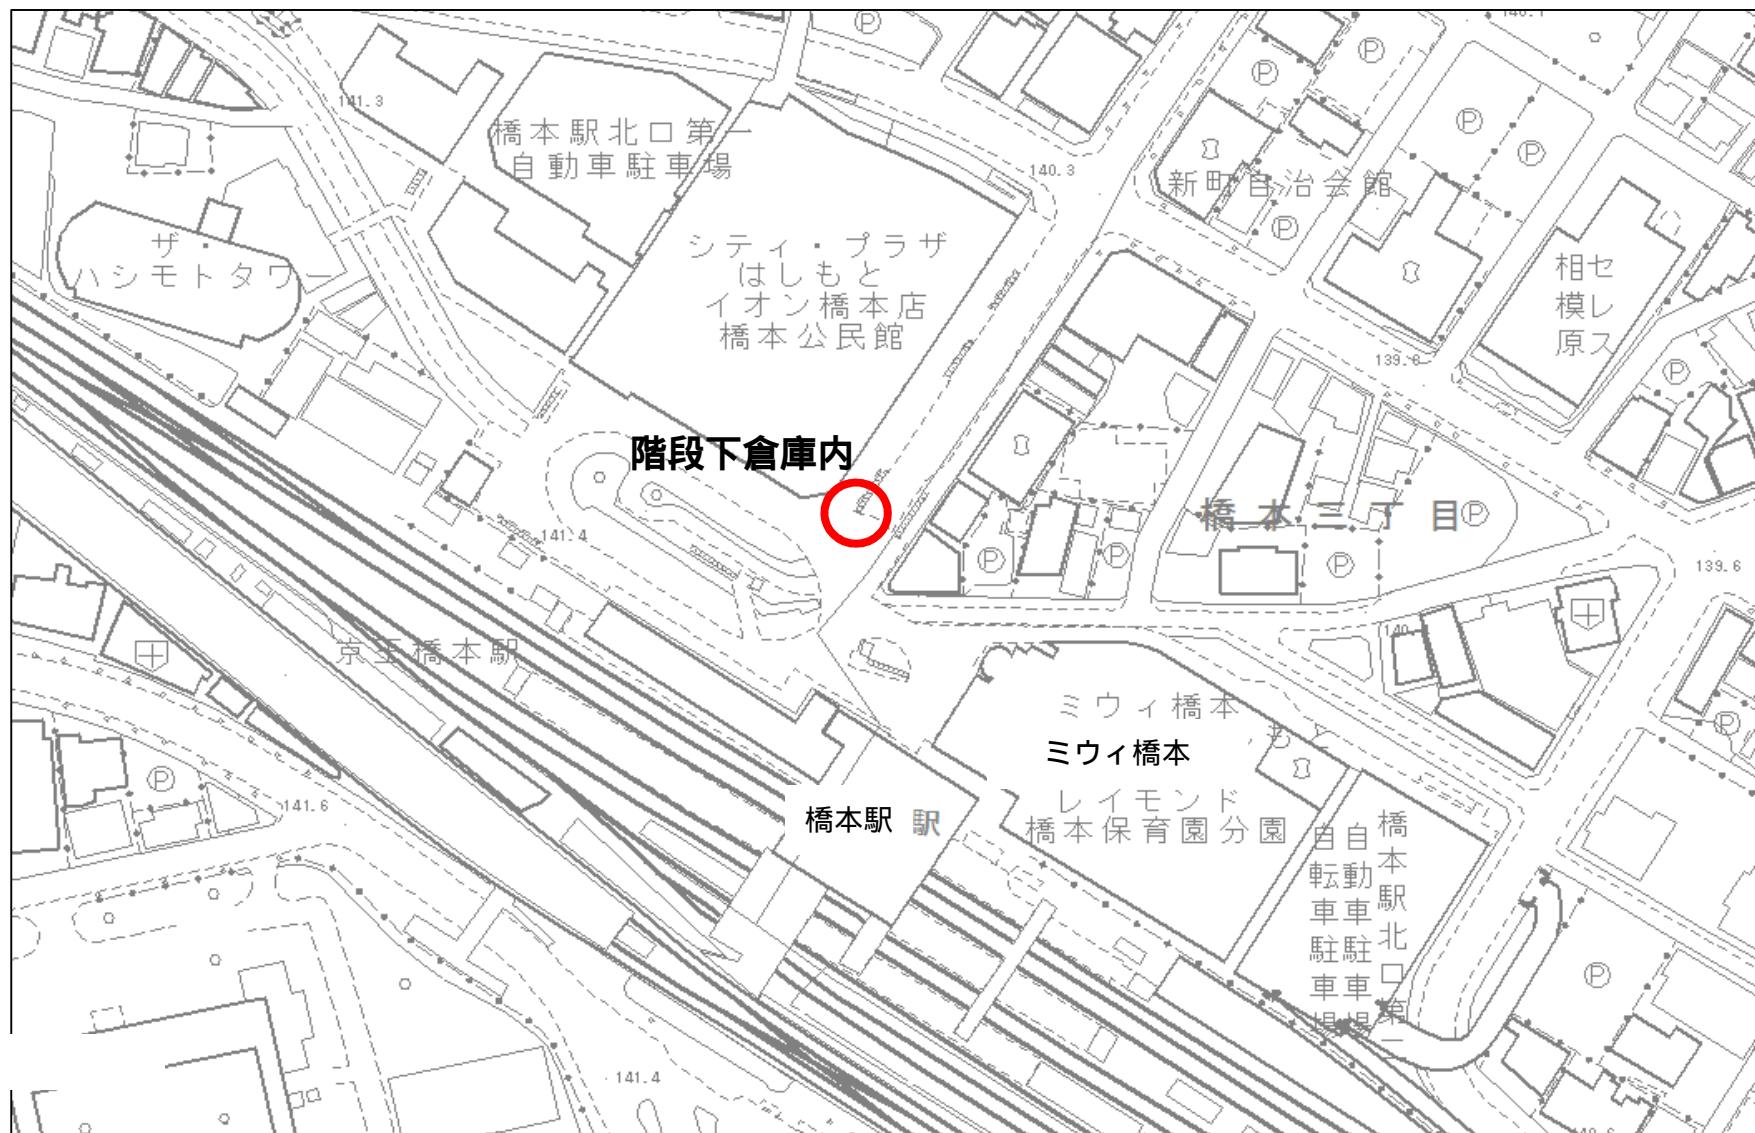 141.3
橋本駅北口第一
自動車駐車場
140.3
新町自治会館
ザ・
ハシモトタワー
シティ・プラザ
はしもと
イオン橋本店
橋本公民館
セレス
相模原
139.8
階段下倉庫内
橋本三丁目
141.4
139.6
京王橋本駅
ミウィ橋本
ミウィ橋本
橋本駅
駅
レイモンド
橋本保育園分園
141.6
橋本駅北口第二
自動車駐車場
自転車駐車場
141.4
P
P
P
P
P
P
P
P
P
P
P
P
P
P